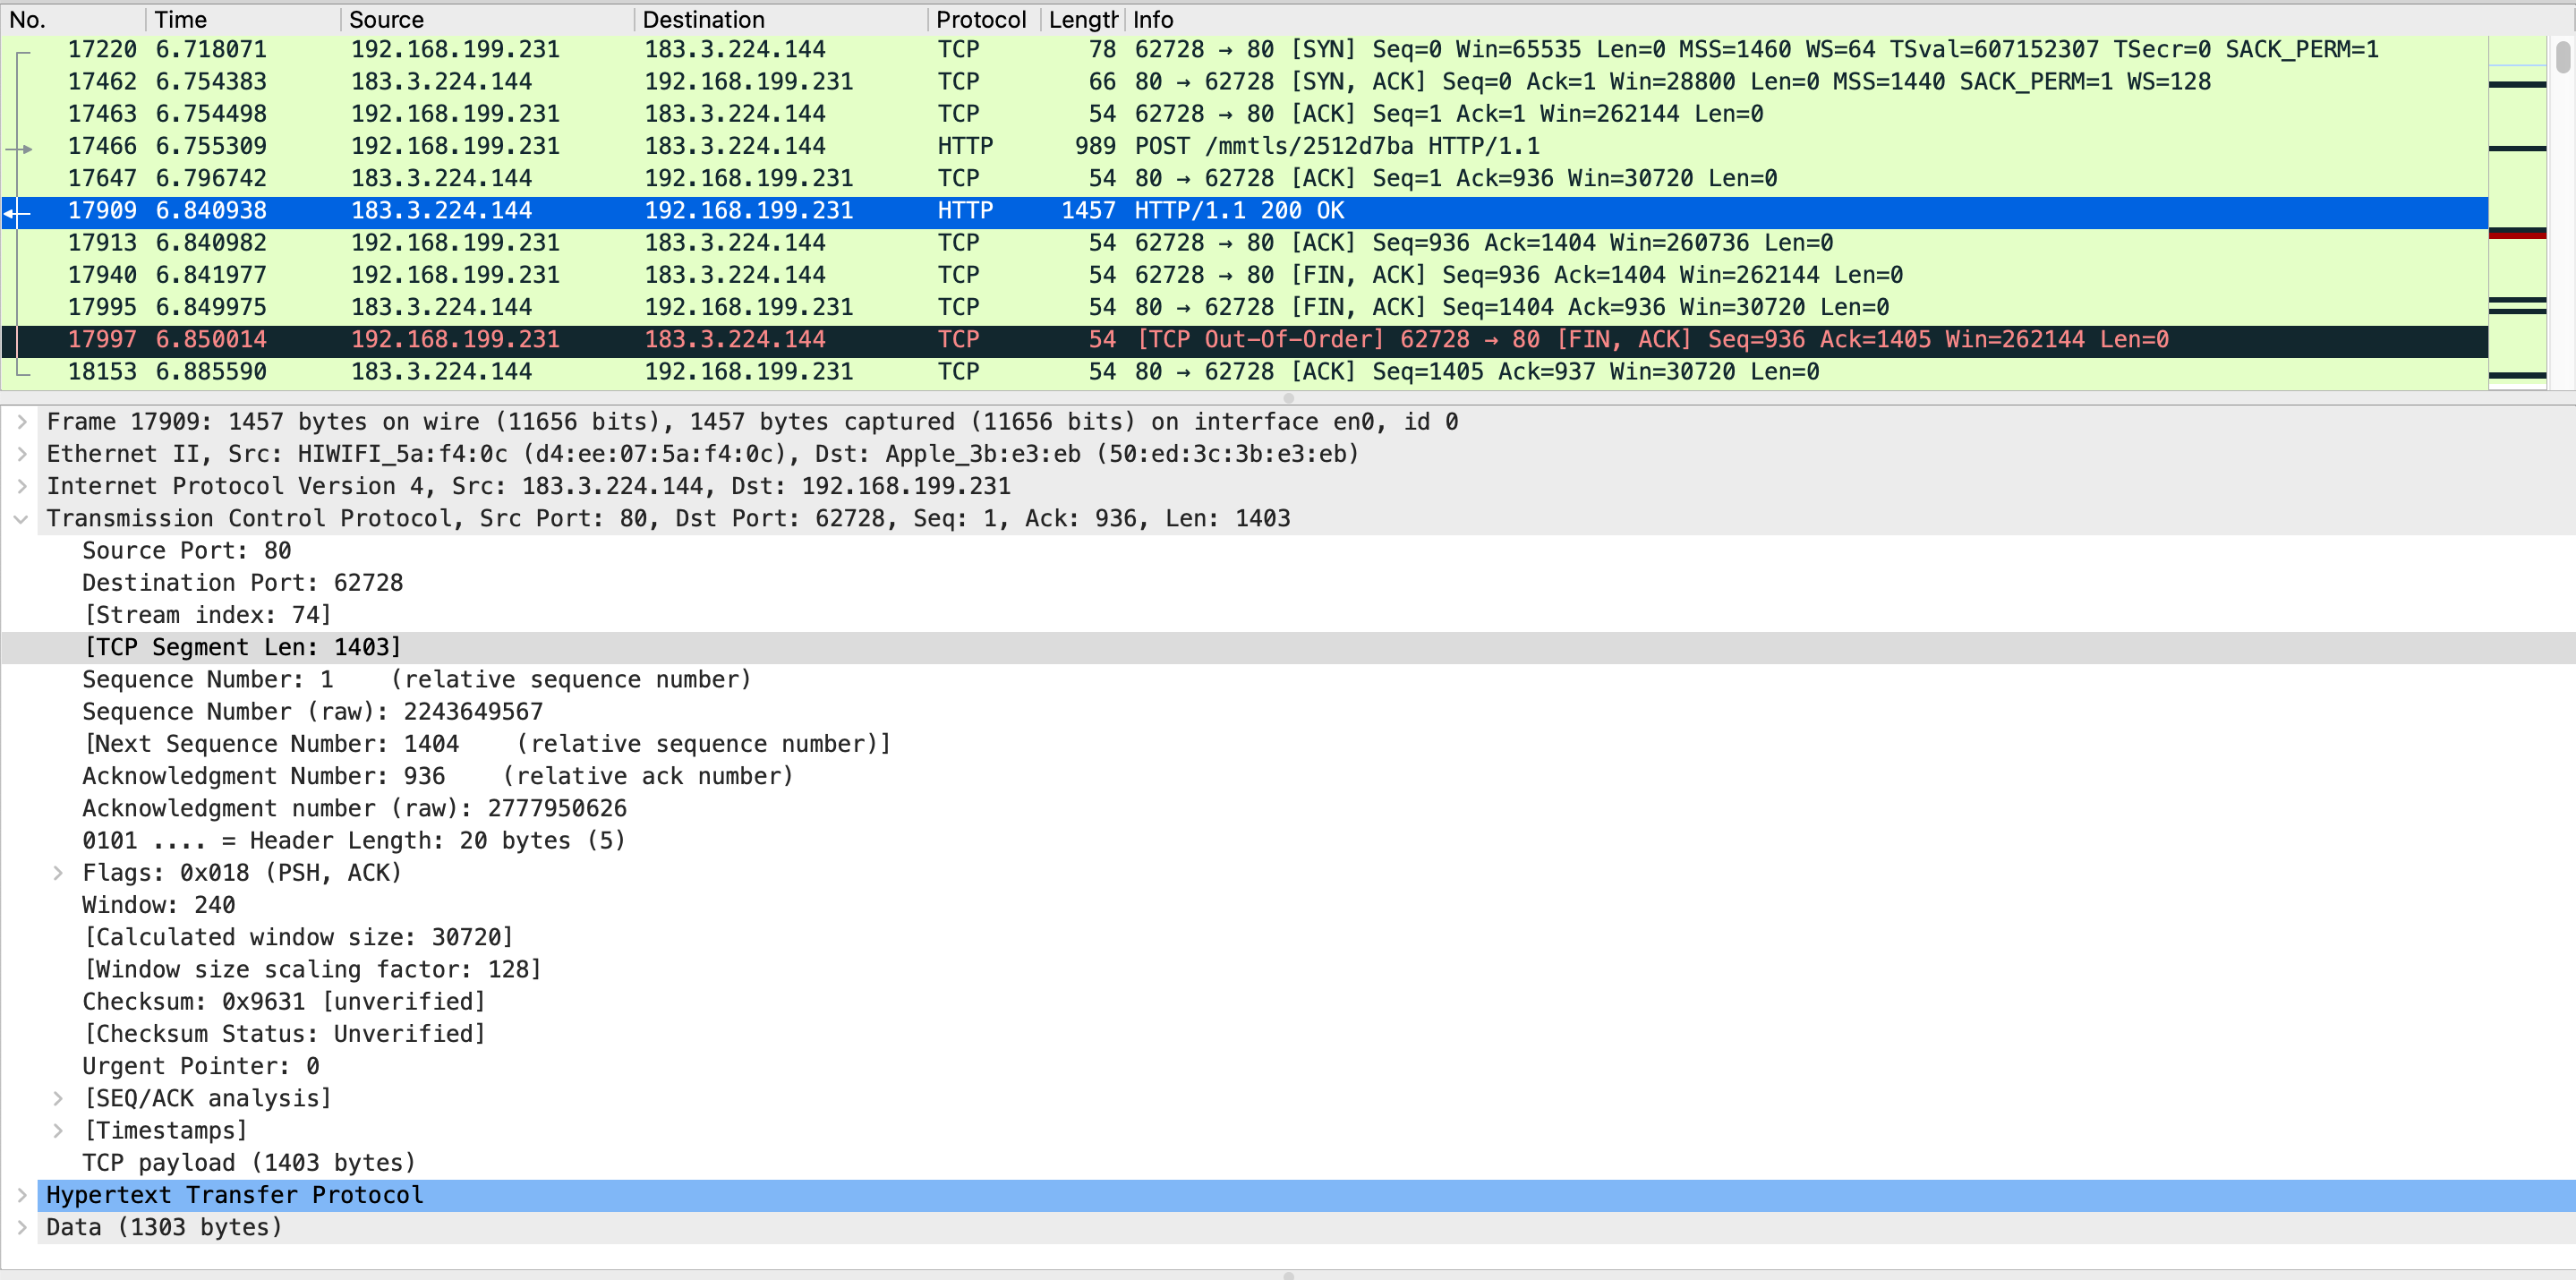 No. Time Source Destination Protocol Length Info
17220 6.718071 192.168.199.231 183.3.224.144 TCP 78 62728 → 80 [SYN] Seq=0 Win=65535 Len=0 MSS=1460 WS=64 TSval=607152307 TSecr=0 SACK_PERM=1
17462 6.754383 183.3.224.144 192.168.199.231 TCP 66 80 → 62728 [SYN, ACK] Seq=0 Ack=1 Win=28800 Len=0 MSS=1440 SACK_PERM=1 WS=128
17463 6.754498 192.168.199.231 183.3.224.144 TCP 54 62728 → 80 [ACK] Seq=1 Ack=1 Win=262144 Len=0
17466 6.755309 192.168.199.231 183.3.224.144 HTTP 989 POST /mmtls/2512d7ba HTTP/1.1
17647 6.796742 183.3.224.144 192.168.199.231 TCP 54 80 → 62728 [ACK] Seq=1 Ack=936 Win=30720 Len=0
17909 6.840938 183.3.224.144 192.168.199.231 HTTP 1457 HTTP/1.1 200 OK
17913 6.840982 192.168.199.231 183.3.224.144 TCP 54 62728 → 80 [ACK] Seq=936 Ack=1404 Win=260736 Len=0
17940 6.841977 192.168.199.231 183.3.224.144 TCP 54 62728 → 80 [FIN, ACK] Seq=936 Ack=1404 Win=262144 Len=0
17995 6.849975 183.3.224.144 192.168.199.231 TCP 54 80 → 62728 [FIN, ACK] Seq=1404 Ack=936 Win=30720 Len=0
17997 6.850014 192.168.199.231 183.3.224.144 TCP 54 [TCP Out-Of-Order] 62728 → 80 [FIN, ACK] Seq=936 Ack=1405 Win=262144 Len=0
18153 6.885590 183.3.224.144 192.168.199.231 TCP 54 80 → 62728 [ACK] Seq=1405 Ack=937 Win=30720 Len=0
Frame 17909: 1457 bytes on wire (11656 bits), 1457 bytes captured (11656 bits) on interface en0, id 0
Ethernet II, Src: HIWIFI_5a:f4:0c (d4:ee:07:5a:f4:0c), Dst: Apple_3b:e3:eb (50:ed:3c:3b:e3:eb)
Internet Protocol Version 4, Src: 183.3.224.144, Dst: 192.168.199.231
Transmission Control Protocol, Src Port: 80, Dst Port: 62728, Seq: 1, Ack: 936, Len: 1403
Source Port: 80
Destination Port: 62728
[Stream index: 74]
[TCP Segment Len: 1403]
Sequence Number: 1 (relative sequence number)
Sequence Number (raw): 2243649567
[Next Sequence Number: 1404 (relative sequence number)]
Acknowledgment Number: 936 (relative ack number)
Acknowledgment number (raw): 2777950626
0101 .... = Header Length: 20 bytes (5)
Flags: 0x018 (PSH, ACK)
Window: 240
[Calculated window size: 30720]
[Window size scaling factor: 128]
Checksum: 0x9631 [unverified]
[Checksum Status: Unverified]
Urgent Pointer: 0
[SEQ/ACK analysis]
[Timestamps]
TCP payload (1403 bytes)
Hypertext Transfer Protocol
Data (1303 bytes)